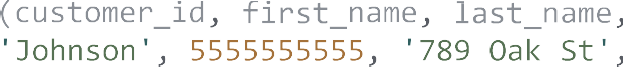 (customer_id, first_name, last_name,
'Johnson', 5555555555, '789 Oak St',